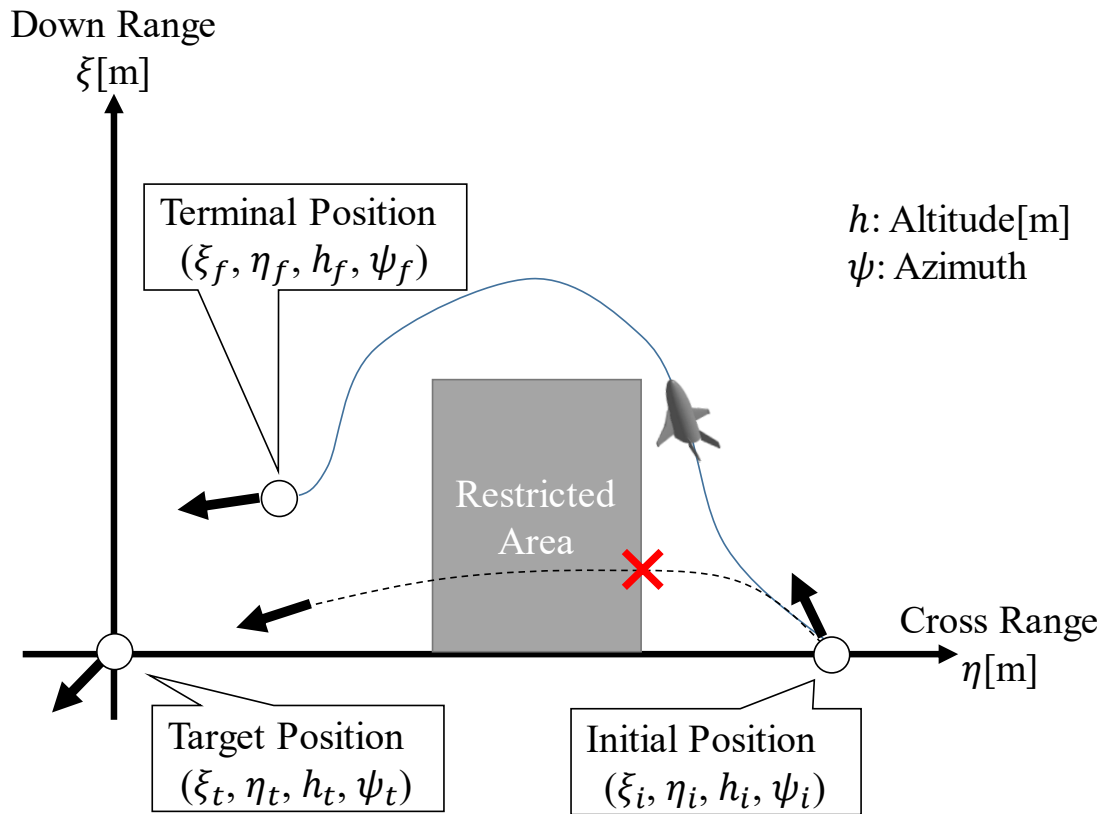 Down Range
ξ[m]
Terminal Position
(ξ_f, η_f, h_f, ψ_f)
h: Altitude[m]
ψ: Azimuth
Restricted
Area
Cross Range
η[m]
Target Position
(ξ_t, η_t, h_t, ψ_t)
Initial Position
(ξ_i, η_i, h_i, ψ_i)